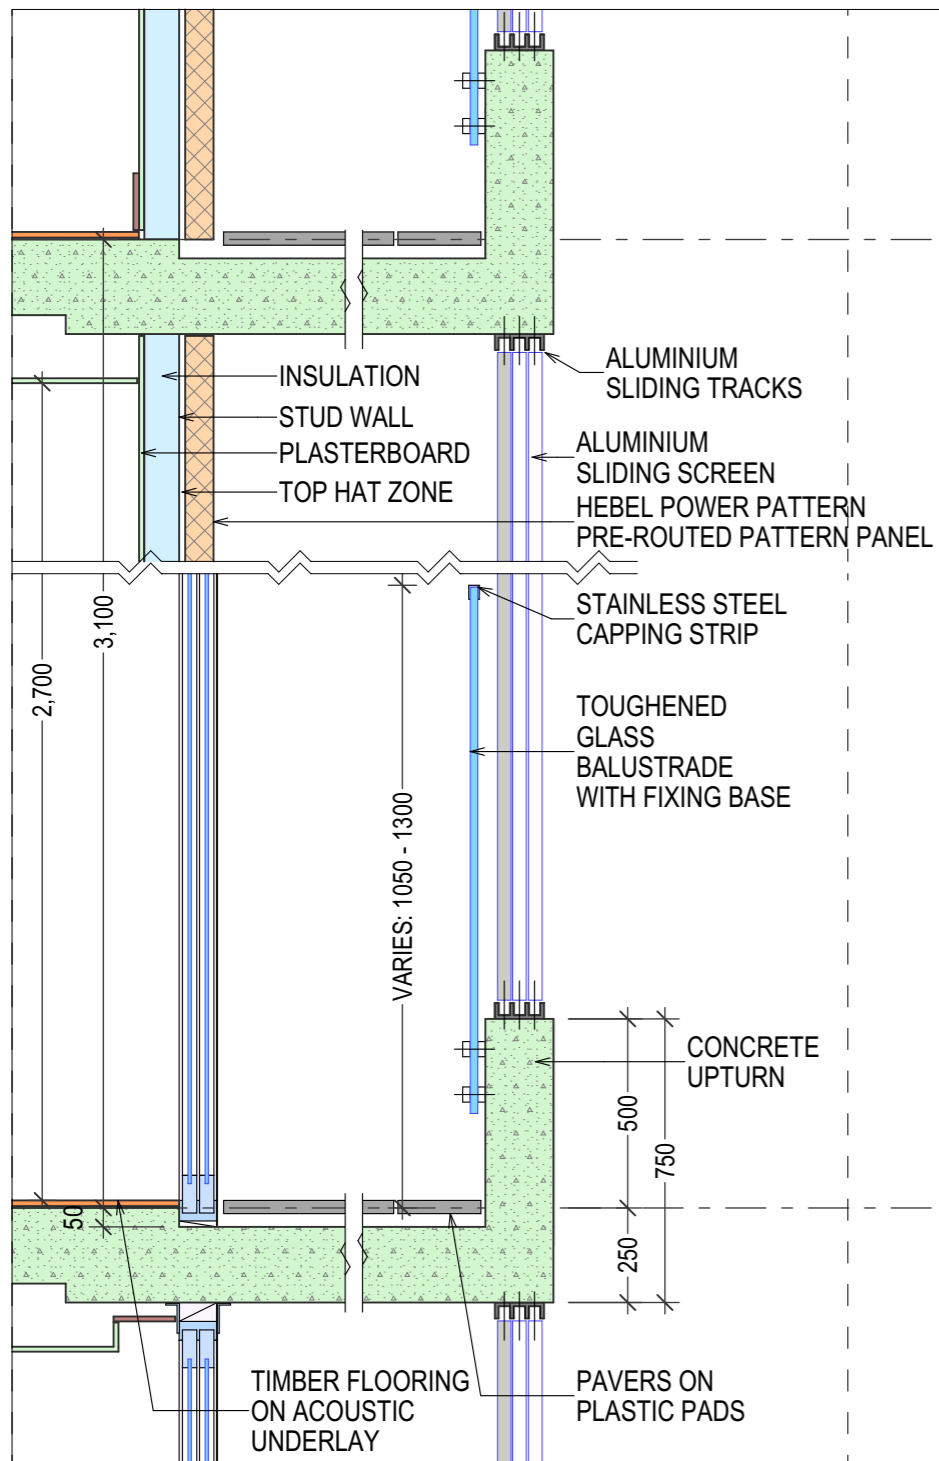 INSULATION
STUD WALL
PLASTERBOARD
TOP HAT ZONE
ALUMINIUM
SLIDING TRACKS
ALUMINIUM
SLIDING SCREEN
HEBEL POWER PATTERN
PRE-ROUTED PATTERN PANEL
STAINLESS STEEL
CAPPING STRIP
3,100
2,700
TOUGHENED
GLASS
BALUSTRADE
WITH FIXING BASE
VARIES: 1050 - 1300
CONCRETE
UPTURN
500
750
50
250
TIMBER FLOORING
ON ACOUSTIC
UNDERLAY
PAVERS ON
PLASTIC PADS